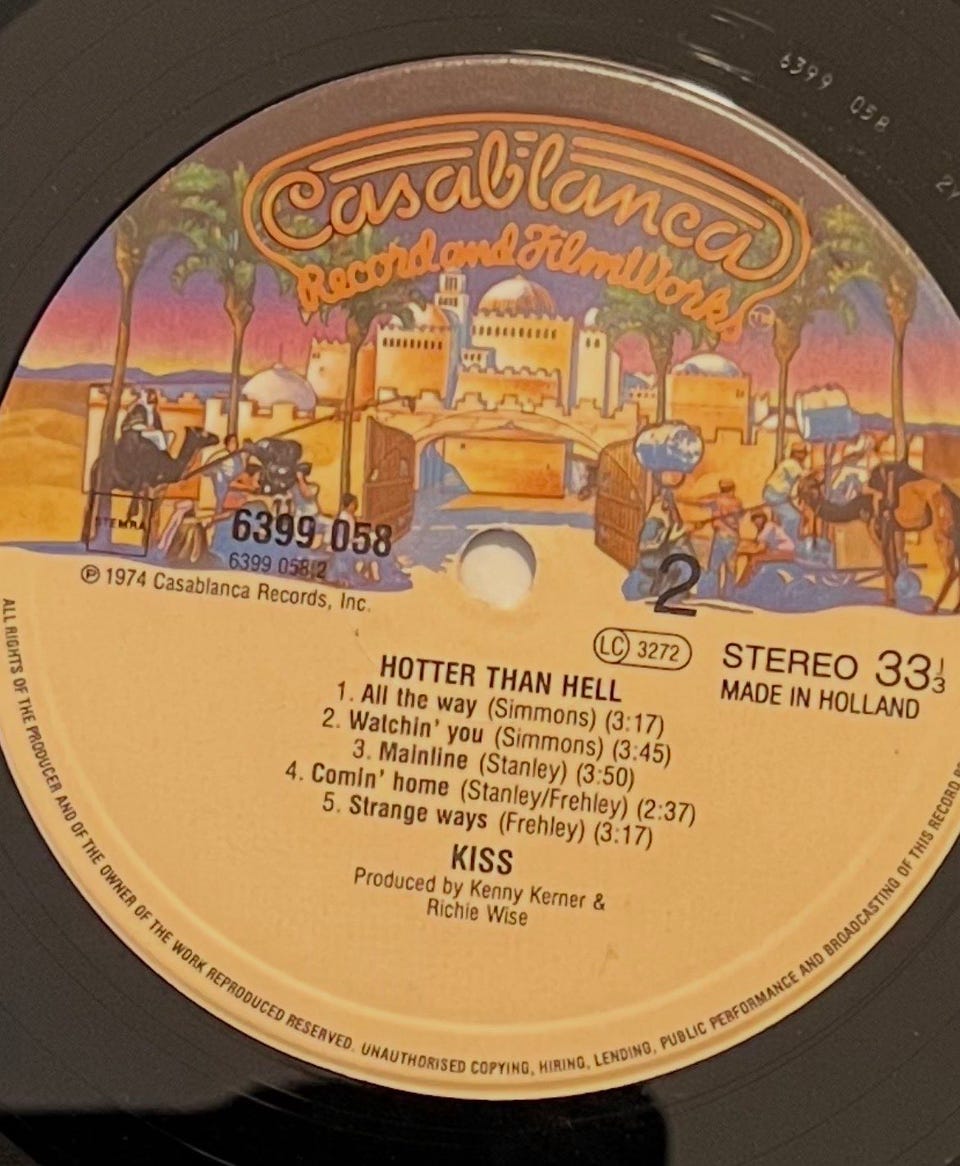 6399 058 2Y
Casablanca
Record and FilmWorks TM
STEMRA
6399 058
6399 058/2
2
℗ 1974 Casablanca Records, Inc.
LC 3272
STEREO 33⅓
MADE IN HOLLAND
HOTTER THAN HELL
1. All the way (Simmons) (3:17)
2. Watchin' you (Simmons) (3:45)
3. Mainline (Stanley) (3:50)
4. Comin' home (Stanley/Frehley) (2:37)
5. Strange ways (Frehley) (3:17)
KISS
Produced by Kenny Kerner &
Richie Wise
ALL RIGHTS OF THE PRODUCER AND OF THE OWNER OF THE WORK REPRODUCED RESERVED. UNAUTHORISED COPYING, HIRING, LENDING, PUBLIC PERFORMANCE AND BROADCASTING OF THIS RECORD